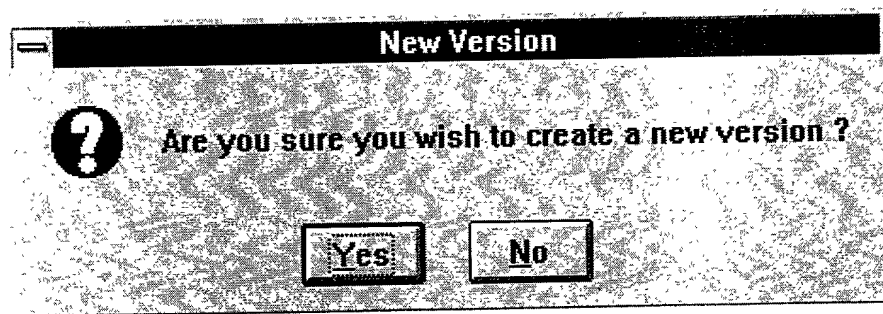 New Version
Are you sure you wish to create a new version ?
Yes
No